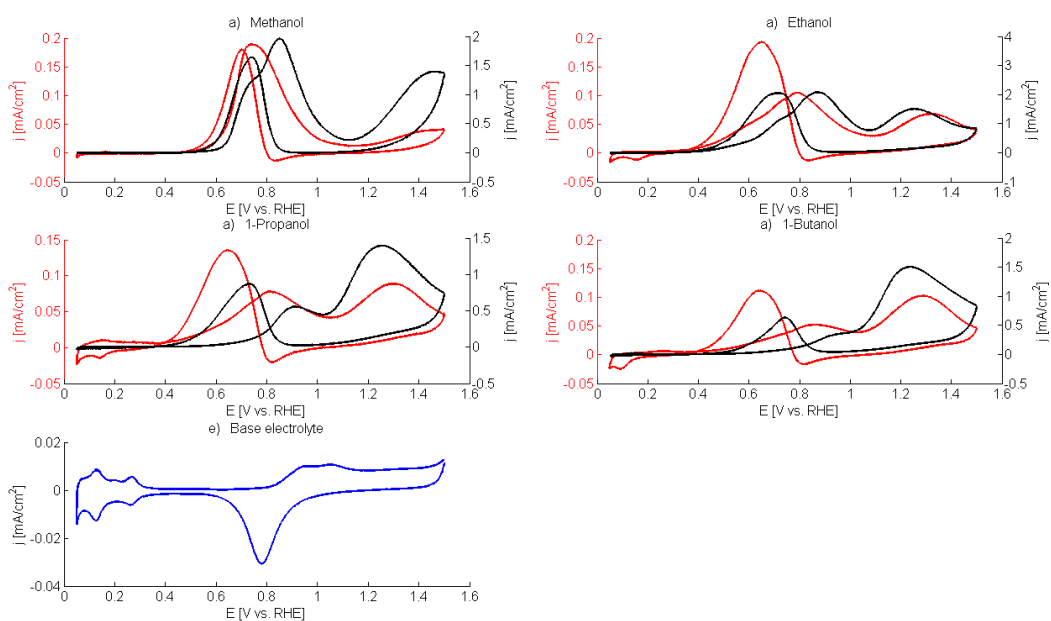 a) Methanol
0.2
0.15
0.1
0.05
0
-0.05
j [mA/cm2]
2
1.5
1
0.5
0
-0.5
j [mA/cm2]
0 0.2 0.4 0.6 0.8 1 1.2 1.4 1.6
E [V vs. RHE]
a) Ethanol
0.2
0.15
0.1
0.05
0
-0.05
j [mA/cm2]
4
3
2
1
0
-1
j [mA/cm2]
0 0.2 0.4 0.6 0.8 1 1.2 1.4 1.6
E [V vs. RHE]
a) 1-Propanol
0.15
0.1
0.05
0
-0.05
j [mA/cm2]
1.5
1
0.5
0
-0.5
j [mA/cm2]
0 0.2 0.4 0.6 0.8 1 1.2 1.4 1.6
E [V vs. RHE]
a) 1-Butanol
0.2
0.15
0.1
0.05
0
-0.05
j [mA/cm2]
2
1.5
1
0.5
0
-0.5
j [mA/cm2]
0 0.2 0.4 0.6 0.8 1 1.2 1.4 1.6
E [V vs. RHE]
e) Base electrolyte
0.02
0
-0.02
-0.04
j [mA/cm2]
0 0.2 0.4 0.6 0.8 1 1.2 1.4 1.6
E [V vs. RHE]